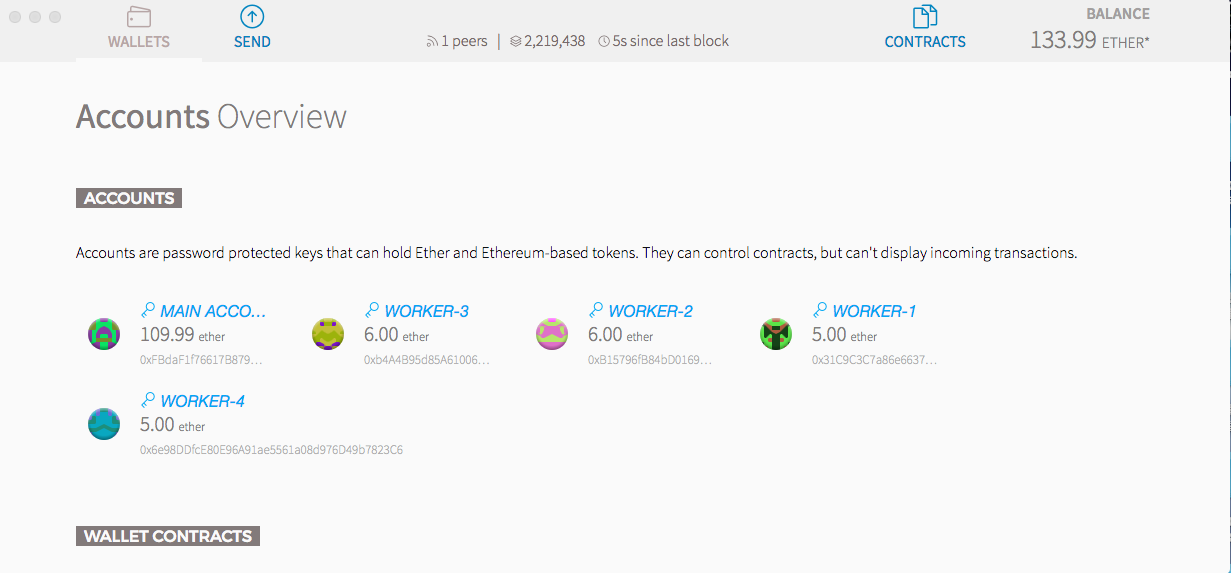 WALLETS
SEND
1 peers | 2,219,438 5s since last block
CONTRACTS
BALANCE
133.99 ETHER*
Accounts Overview
ACCOUNTS
Accounts are password protected keys that can hold Ether and Ethereum-based tokens. They can control contracts, but can't display incoming transactions.
MAIN ACCO...
109.99 ether
0xFBdaF1f76617B879...
WORKER-3
6.00 ether
0xb4A4B95d85A61006...
WORKER-2
6.00 ether
0xB15796fB84bD0169...
WORKER-1
5.00 ether
0x31C9C3C7a86e6637...
WORKER-4
5.00 ether
0x6e98DDfcE80E96A91ae5561a08d976D49b7823C6
WALLET CONTRACTS